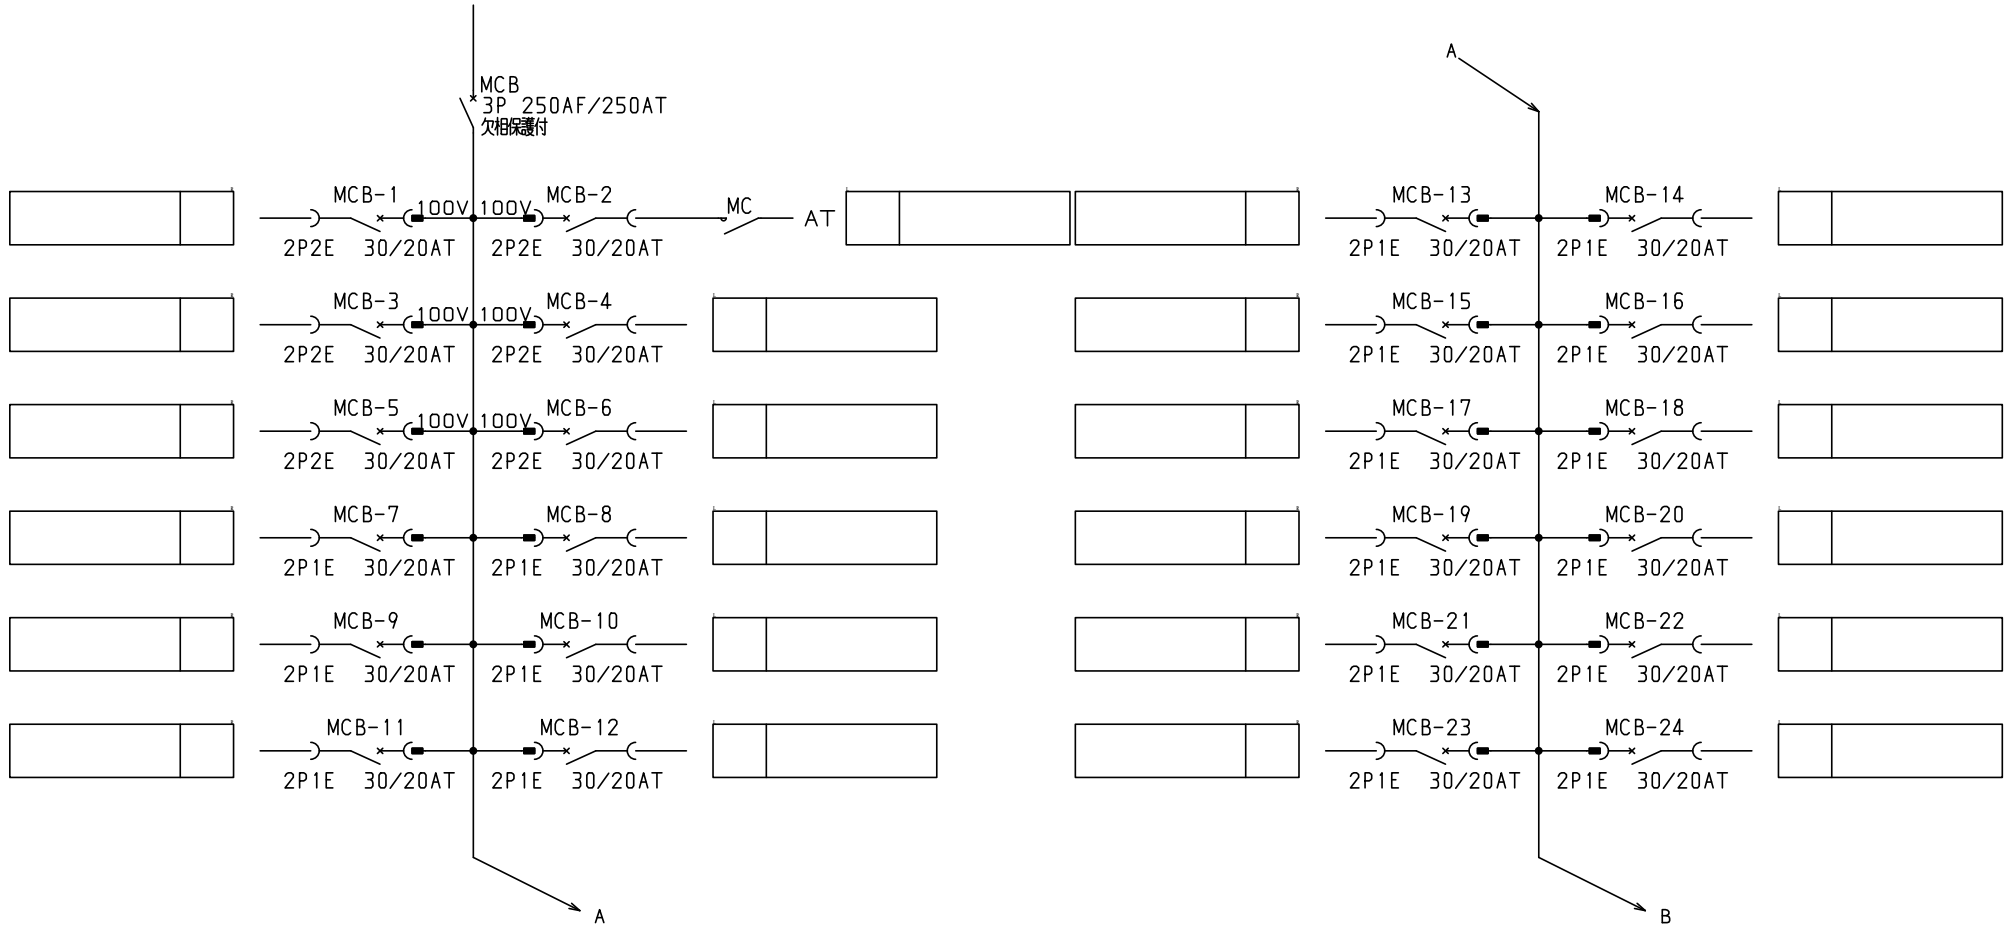 MCB
3P 250AF/250AT
欠相保護付
A
MCB-1 100V 100V MCB-2 MC AT
2P2E 30/20AT 2P2E 30/20AT
MCB-3 100V 100V MCB-4
2P2E 30/20AT 2P2E 30/20AT
MCB-5 100V 100V MCB-6
2P2E 30/20AT 2P2E 30/20AT
MCB-7 MCB-8
2P1E 30/20AT 2P1E 30/20AT
MCB-9 MCB-10
2P1E 30/20AT 2P1E 30/20AT
MCB-11 MCB-12
2P1E 30/20AT 2P1E 30/20AT
A
MCB-13 MCB-14
2P1E 30/20AT 2P1E 30/20AT
MCB-15 MCB-16
2P1E 30/20AT 2P1E 30/20AT
MCB-17 MCB-18
2P1E 30/20AT 2P1E 30/20AT
MCB-19 MCB-20
2P1E 30/20AT 2P1E 30/20AT
MCB-21 MCB-22
2P1E 30/20AT 2P1E 30/20AT
MCB-23 MCB-24
2P1E 30/20AT 2P1E 30/20AT
B